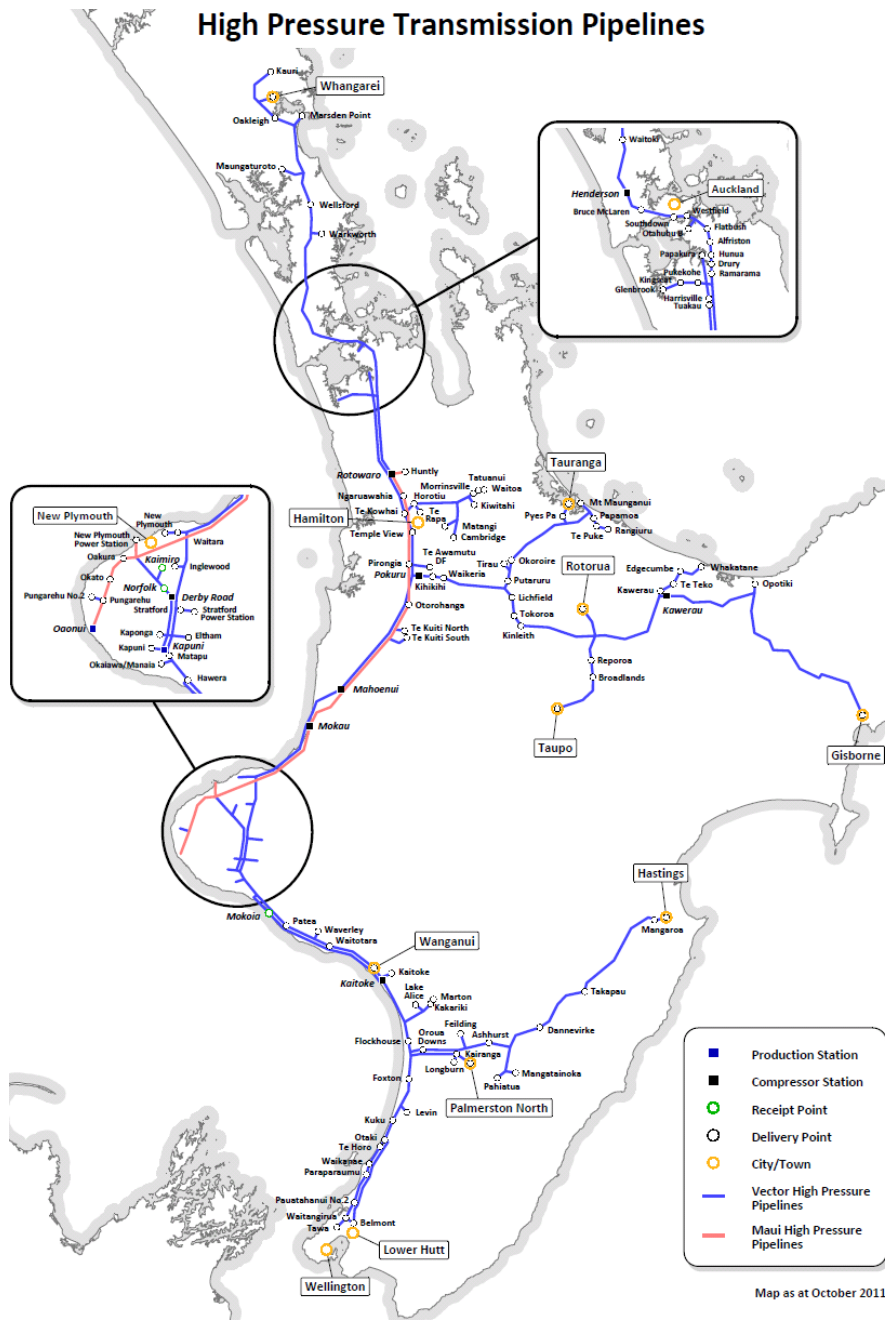 High Pressure Transmission Pipelines
Kauri
Whangarei
Oakleigh
Marsden Point
Maungaturoto
Wellsford
Warkworth
Waitoki
Henderson
Auckland
Bruce McLaren
Westfield
Southdown
Otahuhu
Flatbush
Alfriston
Papakura
Hunua
Drury
Pukekohe
Ramarama
Kingseat
Glenbrook
Harrisville
Tuakau
Rotowaro
Huntly
Ngaruawahia
Horotiu
Morrinsville
Tatuanui
Waitoa
Kiwitahi
Te Kowhai
Te
Rapa
Hamilton
Matangi
Temple View
Cambridge
Tauranga
Mt Maunganui
Pyes Pa
Papamoa
Te Puke
Rangiuru
Pirongia
Te Awamutu
DF
Pokuru
Kihikihi
Waikeria
Tirau
Okoroire
Putaruru
Lichfield
Tokoroa
Kinleith
Rotorua
Edgecumbe
Whakatane
Te Teko
Kawerau
Kawerau
Opotiki
Otorohanga
Te Kuiti North
Te Kuiti South
Reporoa
Broadlands
Taupo
Gisborne
Mahoenui
Mokau
New Plymouth
New
Plymouth
New Plymouth
Power Station
Waitara
Oakura
Kaimiro
Inglewood
Okato
Norfolk
Derby Road
Pungarehu No.2
Pungarehu
Stratford
Stratford
Power Station
Oaonui
Kaponga
Eltham
Kapuni
Kapuni
Matapu
Okaiawa/Manaia
Hawera
Mokoia
Patea
Waverley
Waitotara
Wanganui
Kaitoke
Kaitoke
Lake
Alice
Marton
Kakariki
Hastings
Mangaroa
Takapau
Dannevirke
Feilding
Ashhurst
Oroua
Downs
Flockhouse
Kairanga
Longburn
Mangatainoka
Pahiatua
Palmerston North
Foxton
Levin
Kuku
Otaki
Te Horo
Waikanae
Paraparaumu
Pauatahanui No.2
Waitangirua
Belmont
Tawa
Lower Hutt
Wellington
Production Station
Compressor Station
Receipt Point
Delivery Point
City/Town
Vector High Pressure
Pipelines
Maui High Pressure
Pipelines
Map as at October 2011